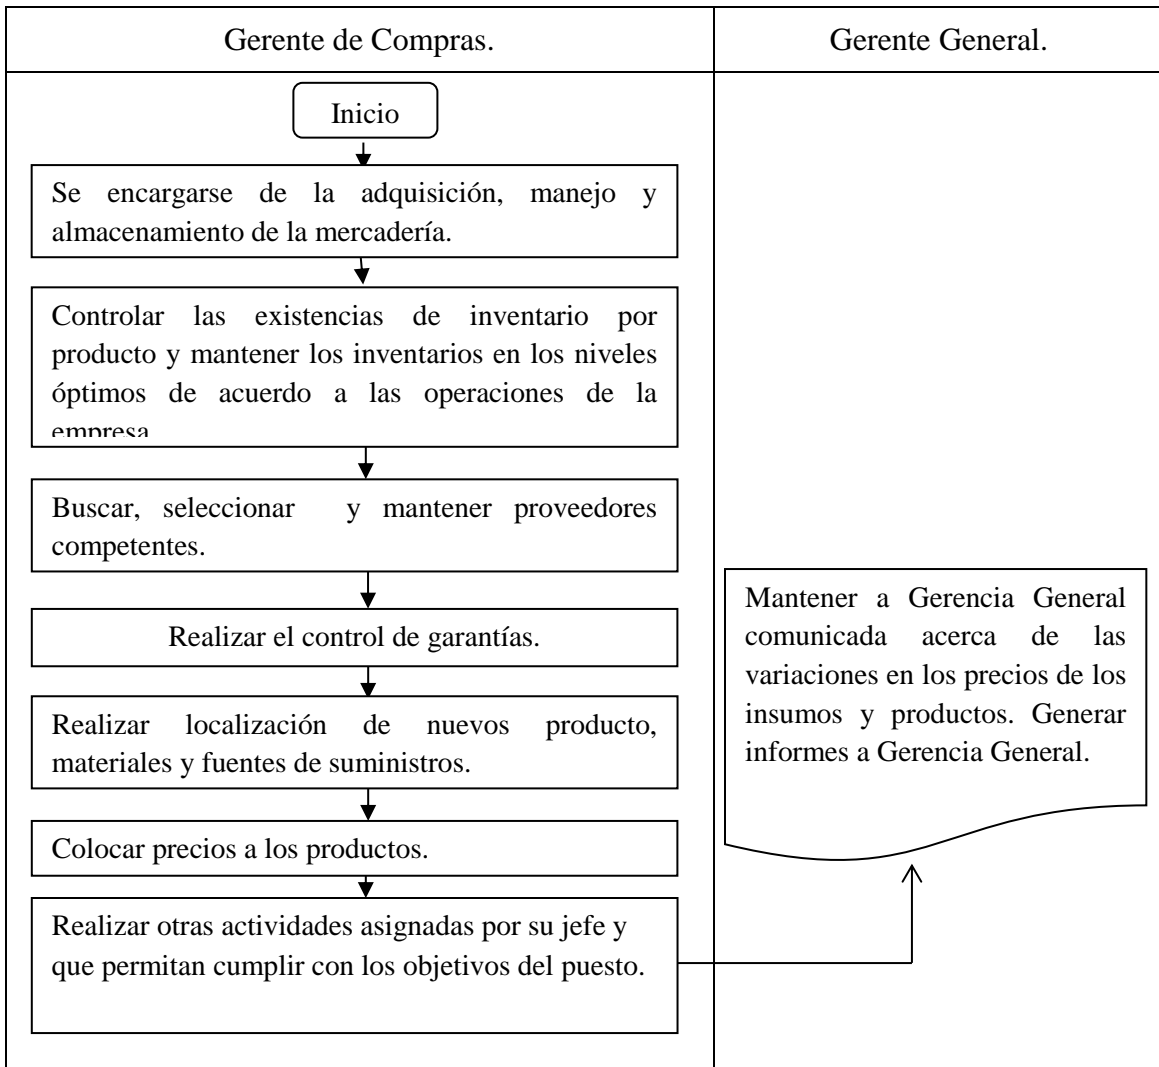 Gerente de Compras.
Gerente General.
Inicio
Se encargarse de la adquisición, manejo y
almacenamiento de la mercadería.
Controlar las existencias de inventario por
producto y mantener los inventarios en los niveles
óptimos de acuerdo a las operaciones de la
empresa
Buscar, seleccionar y mantener proveedores
competentes.
Realizar el control de garantías.
Realizar localización de nuevos producto,
materiales y fuentes de suministros.
Colocar precios a los productos.
Realizar otras actividades asignadas por su jefe y
que permitan cumplir con los objetivos del puesto.
Mantener a Gerencia General
comunicada acerca de las
variaciones en los precios de los
insumos y productos. Generar
informes a Gerencia General.